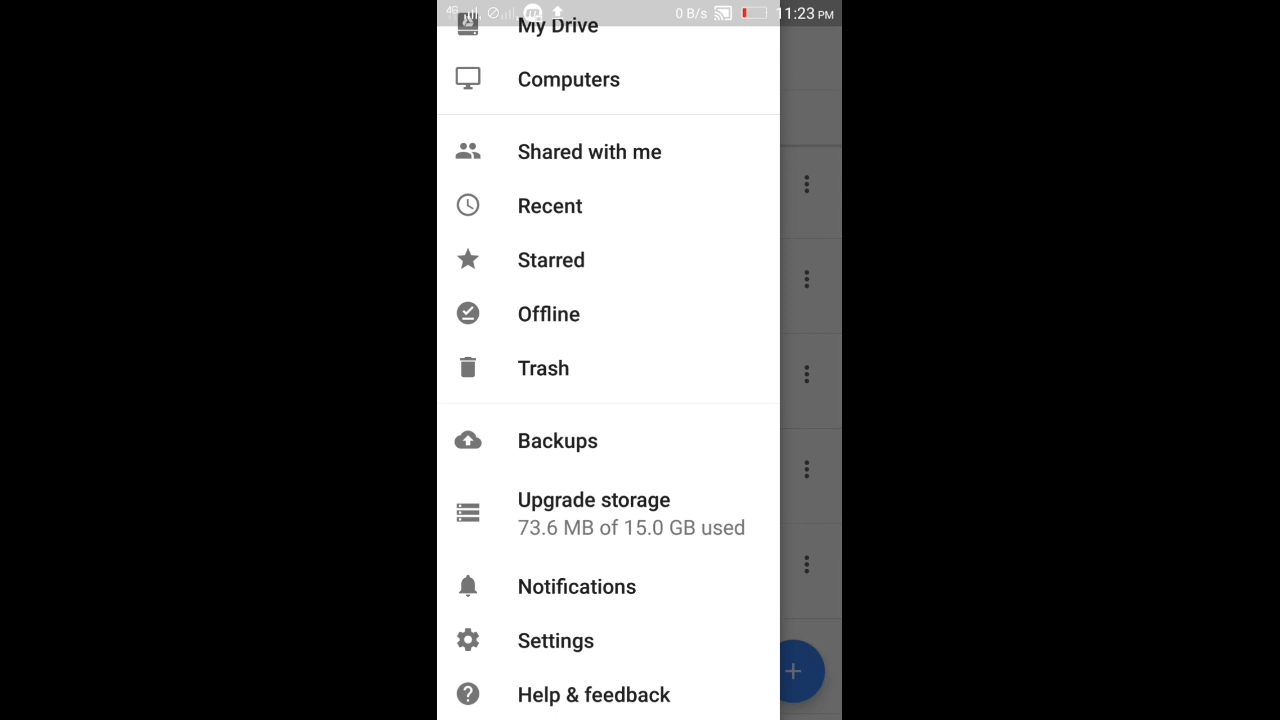 4G 0 B/s 11:23 PM
My Drive
Computers
Shared with me
Recent
Starred
Offline
Trash
Backups
Upgrade storage
73.6 MB of 15.0 GB used
Notifications
Settings
Help & feedback